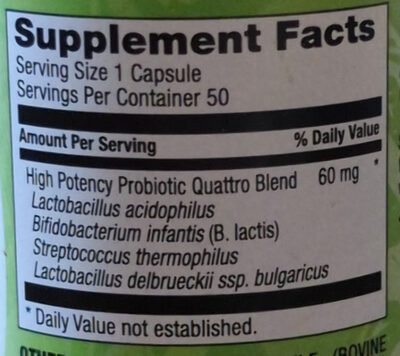 Supplement Facts
Serving Size 1 Capsule
Servings Per Container 50
Amount Per Serving % Daily Value
High Potency Probiotic Quattro Blend 60 mg *
Lactobacillus acidophilus
Bifidobacterium infantis (B. lactis)
Streptococcus thermophilus
Lactobacillus delbrueckii ssp. bulgaricus
* Daily Value not established.
(BOVINE